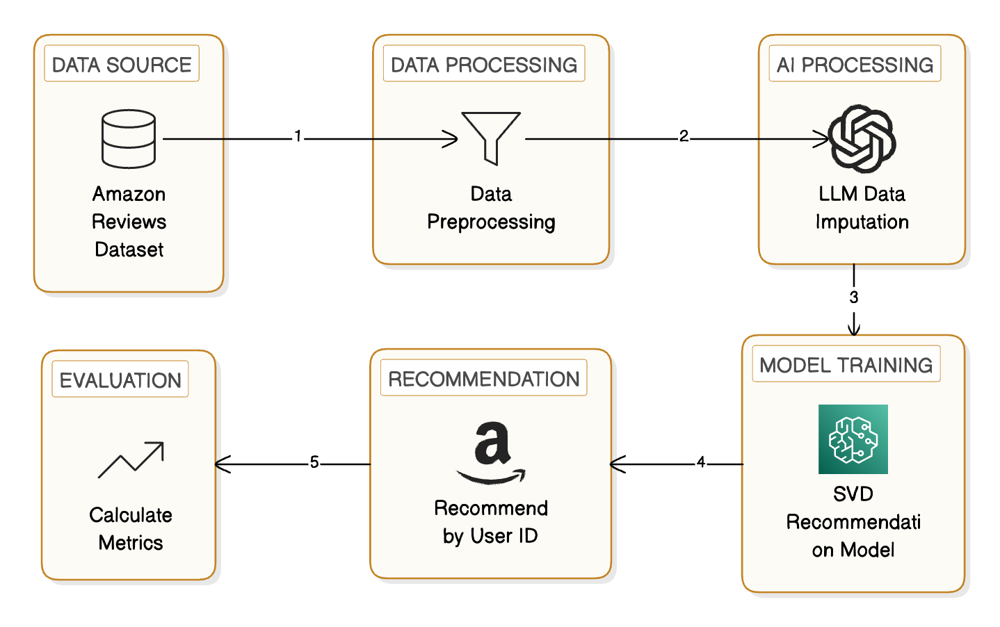 DATA SOURCE
Amazon
Reviews
Dataset
1
DATA PROCESSING
Data
Preprocessing
2
AI PROCESSING
LLM Data
Imputation
3
MODEL TRAINING
SVD
Recommendati
on Model
4
RECOMMENDATION
a
Recommend
by User ID
5
EVALUATION
Calculate
Metrics